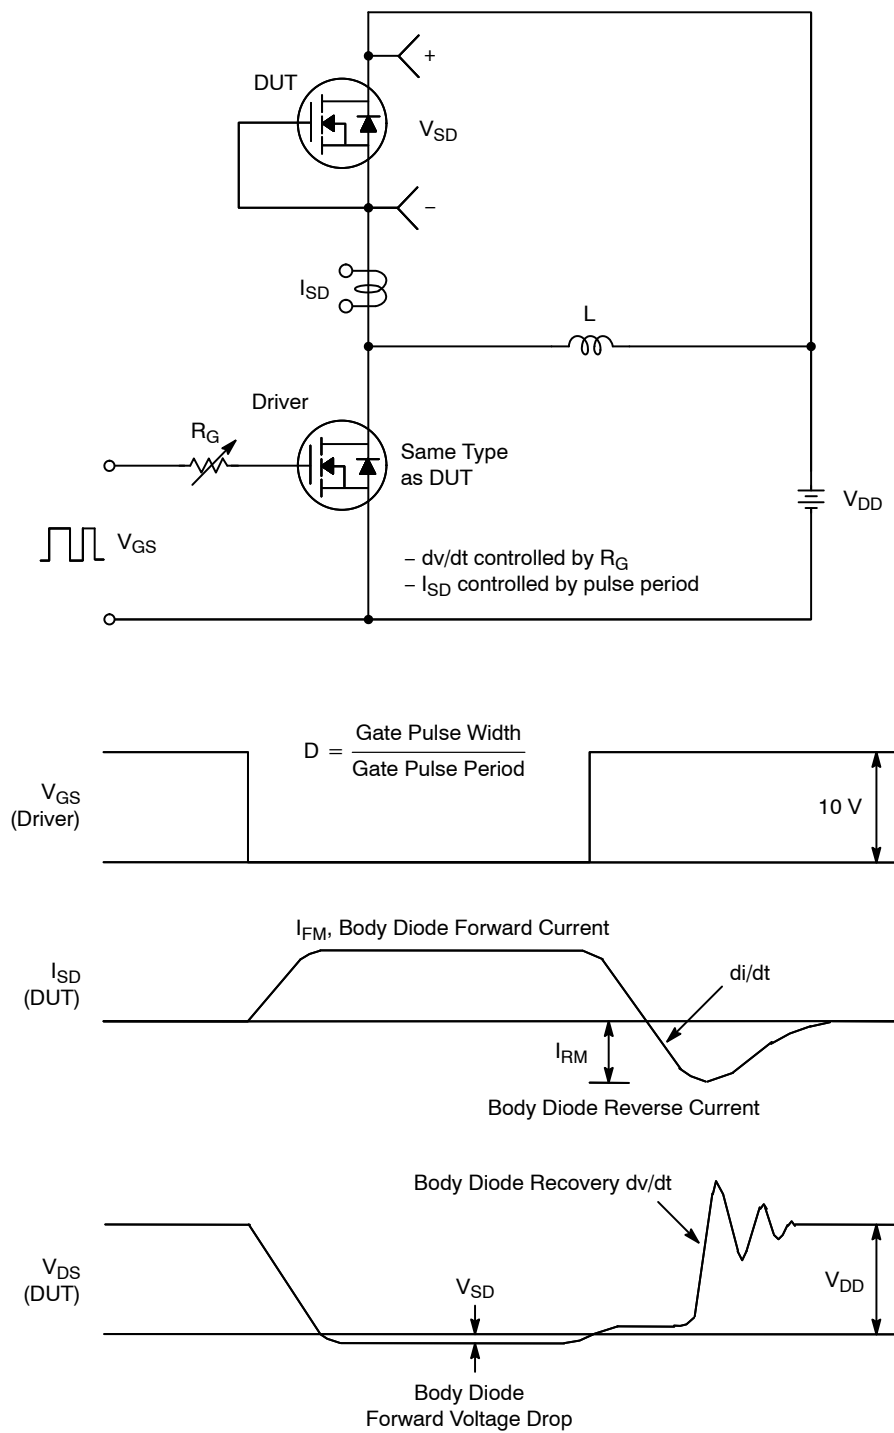 +
DUT
V_SD
−
I_SD
L
Driver
R_G
Same Type
as DUT
V_DD
V_GS
− dv/dt controlled by R_G
− I_SD controlled by pulse period
D = Gate Pulse Width
Gate Pulse Period
V_GS
(Driver)
10 V
I_FM, Body Diode Forward Current
I_SD
(DUT)
di/dt
I_RM
Body Diode Reverse Current
Body Diode Recovery dv/dt
V_DS
(DUT)
V_SD
V_DD
Body Diode
Forward Voltage Drop